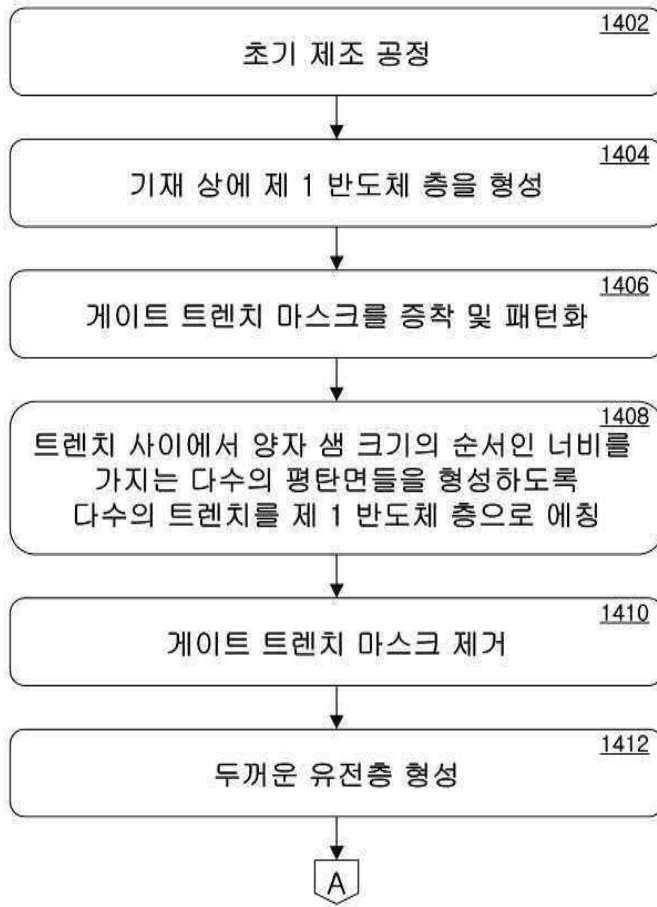 1402
초기 제조 공정
1404
기재 상에 제 1 반도체 층을 형성
1406
게이트 트렌치 마스크를 증착 및 패턴화
1408
트렌치 사이에서 양자 샘 크기의 순서인 너비를
가지는 다수의 평탄면들을 형성하도록
다수의 트렌치를 제 1 반도체 층으로 에칭
1410
게이트 트렌치 마스크 제거
1412
두꺼운 유전층 형성
A